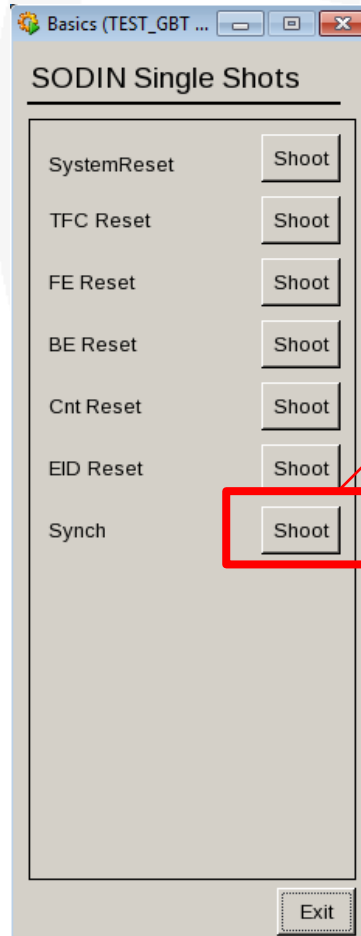 Basics (TEST_GBT ...
SODIN Single Shots
SystemReset Shoot
TFC Reset Shoot
FE Reset Shoot
BE Reset Shoot
Cnt Reset Shoot
EID Reset Shoot
Synch Shoot
Exit